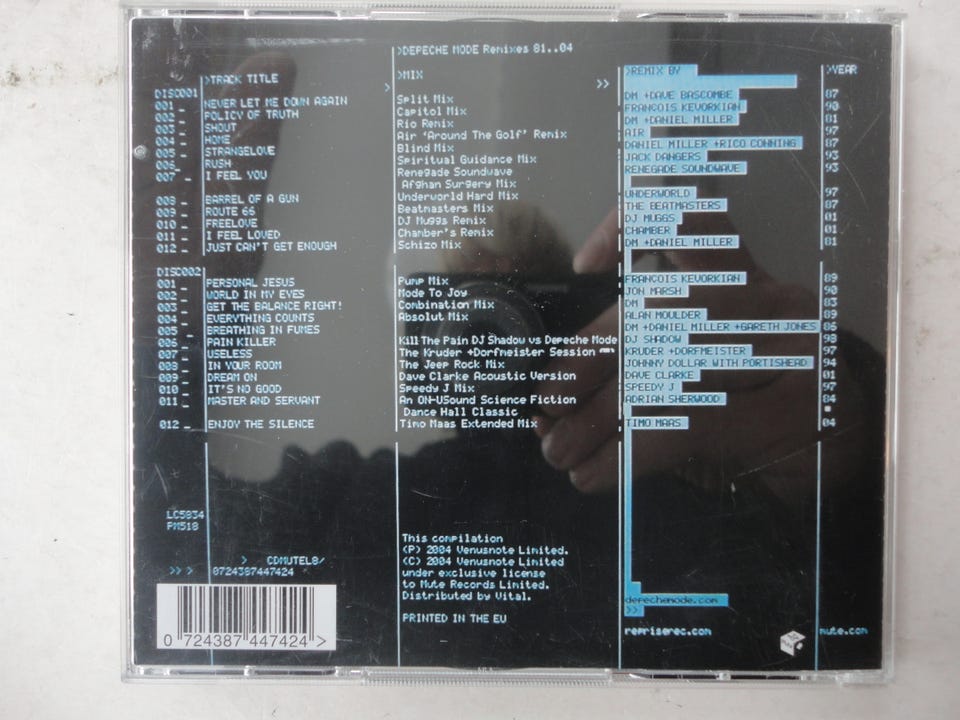 >DEPECHE MODE Remixes 81..04
>TRACK TITLE >MIX >> >REMIX BY >YEAR
DISC001
001 _ NEVER LET ME DOWN AGAIN Split Mix DM +DAVE BASCOMBE 87
002 _ POLICY OF TRUTH Capitol Mix FRANCOIS KEVORKIAN 90
003 _ SHOUT Rio Remix DM +DANIEL MILLER 81
004 _ HOME Air 'Around The Golf' Remix AIR 97
005 _ STRANGELOVE Blind Mix DANIEL MILLER +RICO CONNING 87
006 _ RUSH Spiritual Guidance Mix JACK DANGERS 93
007 _ I FEEL YOU Renegade Soundwave RENEGADE SOUNDWAVE 93
Afghan Surgery Mix
008 _ BARREL OF A GUN Underworld Hard Mix UNDERWORLD 97
009 _ ROUTE 66 Beatmasters Mix THE BEATMASTERS 87
010 _ FREELOVE DJ Muggs Remix DJ MUGGS 01
011 _ I FEEL LOVED Chamber's Remix CHAMBER 01
012 _ JUST CAN'T GET ENOUGH Schizo Mix DM +DANIEL MILLER 81
DISC002
001 _ PERSONAL JESUS Pump Mix FRANCOIS KEVORKIAN 89
002 _ WORLD IN MY EYES Mode To Joy JON MARSH 90
003 _ GET THE BALANCE RIGHT! Combination Mix DM 83
004 _ EVERYTHING COUNTS Absolut Mix ALAN MOULDER 89
005 _ BREATHING IN FUMES DM +DANIEL MILLER +GARETH JONES 86
006 _ PAIN KILLER Kill The Pain DJ Shadow vs Depeche Mode DJ SHADOW 98
007 _ USELESS The Kruder +Dorfmeister Session KRUDER +DORFMEISTER 97
008 _ IN YOUR ROOM The Jeep Rock Mix JOHNNY DOLLAR WITH PORTISHEAD 94
009 _ DREAM ON Dave Clarke Acoustic Version DAVE CLARKE 01
010 _ IT'S NO GOOD Speedy J Mix SPEEDY J 97
011 _ MASTER AND SERVANT An ON-USound Science Fiction ADRIAN SHERWOOD 84
Dance Hall Classic
012 _ ENJOY THE SILENCE Timo Maas Extended Mix TIMO MAAS 04
LC5834
PM518
> CDMUTEL8/
>> > 0724387447424
0 724387 447424 >
This compilation
(P) 2004 Venusnote Limited.
(C) 2004 Venusnote Limited
under exclusive license
to Mute Records Limited.
Distributed by Vital.
PRINTED IN THE EU
depechemode.com
>>
repriserec.com
mute.com